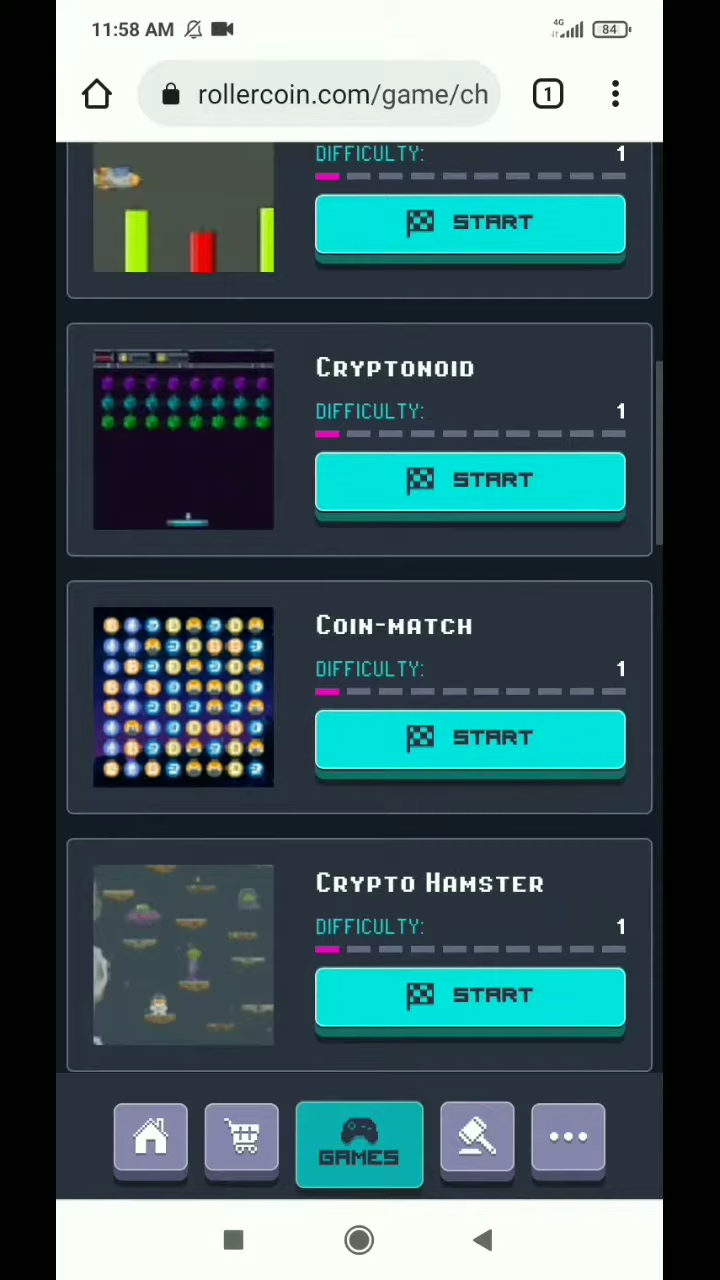 11:58 AM
4G
84
rollercoin.com/game/ch
1
DIFFICULTY: 1
START
CRYPTONOID
DIFFICULTY: 1
START
COIN-MATCH
DIFFICULTY: 1
START
CRYPTO HAMSTER
DIFFICULTY: 1
START
GAMES